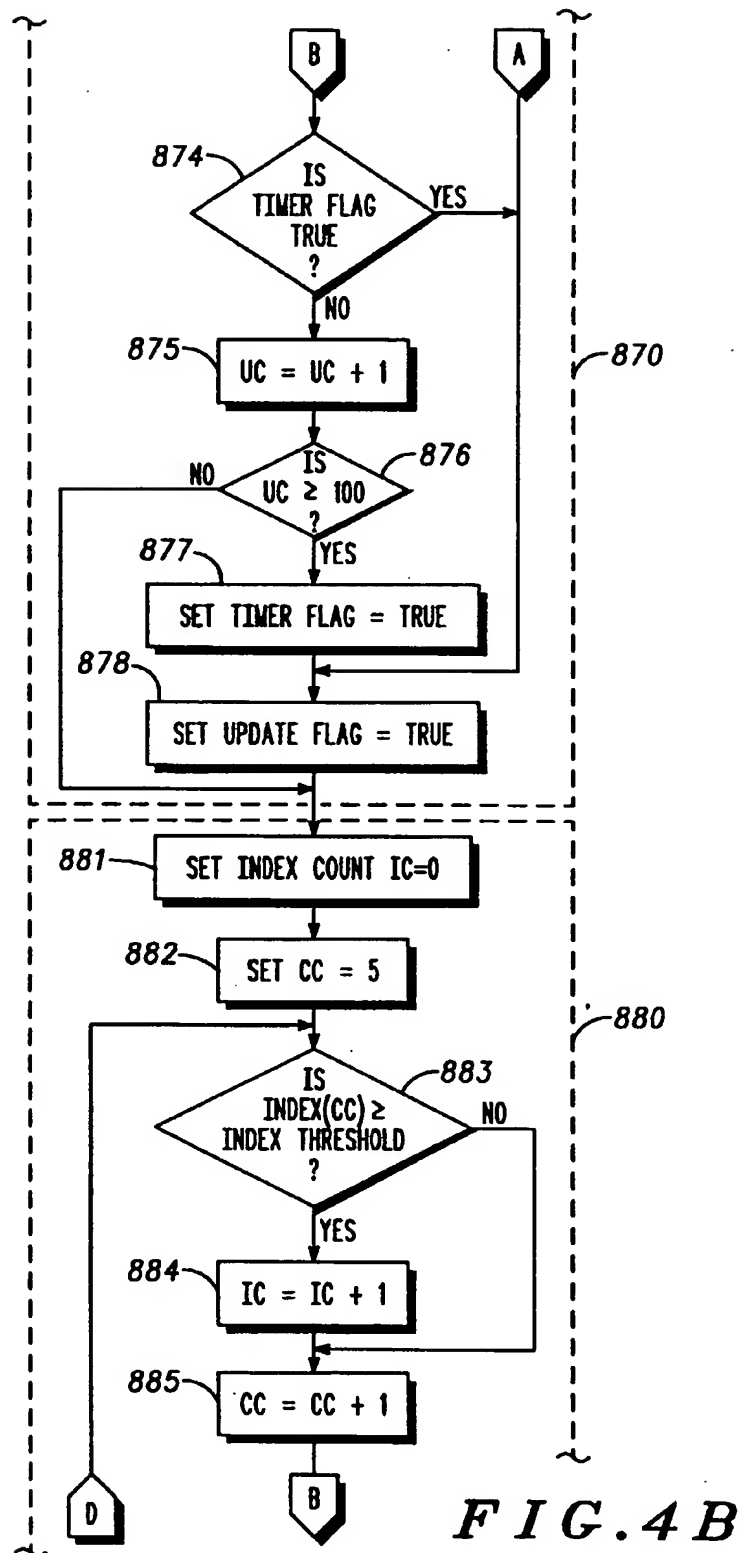 B
A
874
IS
TIMER FLAG
TRUE
?
YES
NO
875
UC = UC + 1
870
IS
UC ≥ 100
?
876
NO
YES
877
SET TIMER FLAG = TRUE
878
SET UPDATE FLAG = TRUE
881
SET INDEX COUNT IC=0
882
SET CC = 5
880
IS
INDEX(CC) ≥
INDEX THRESHOLD
?
883
NO
YES
884
IC = IC + 1
885
CC = CC + 1
D
B
FIG.4B